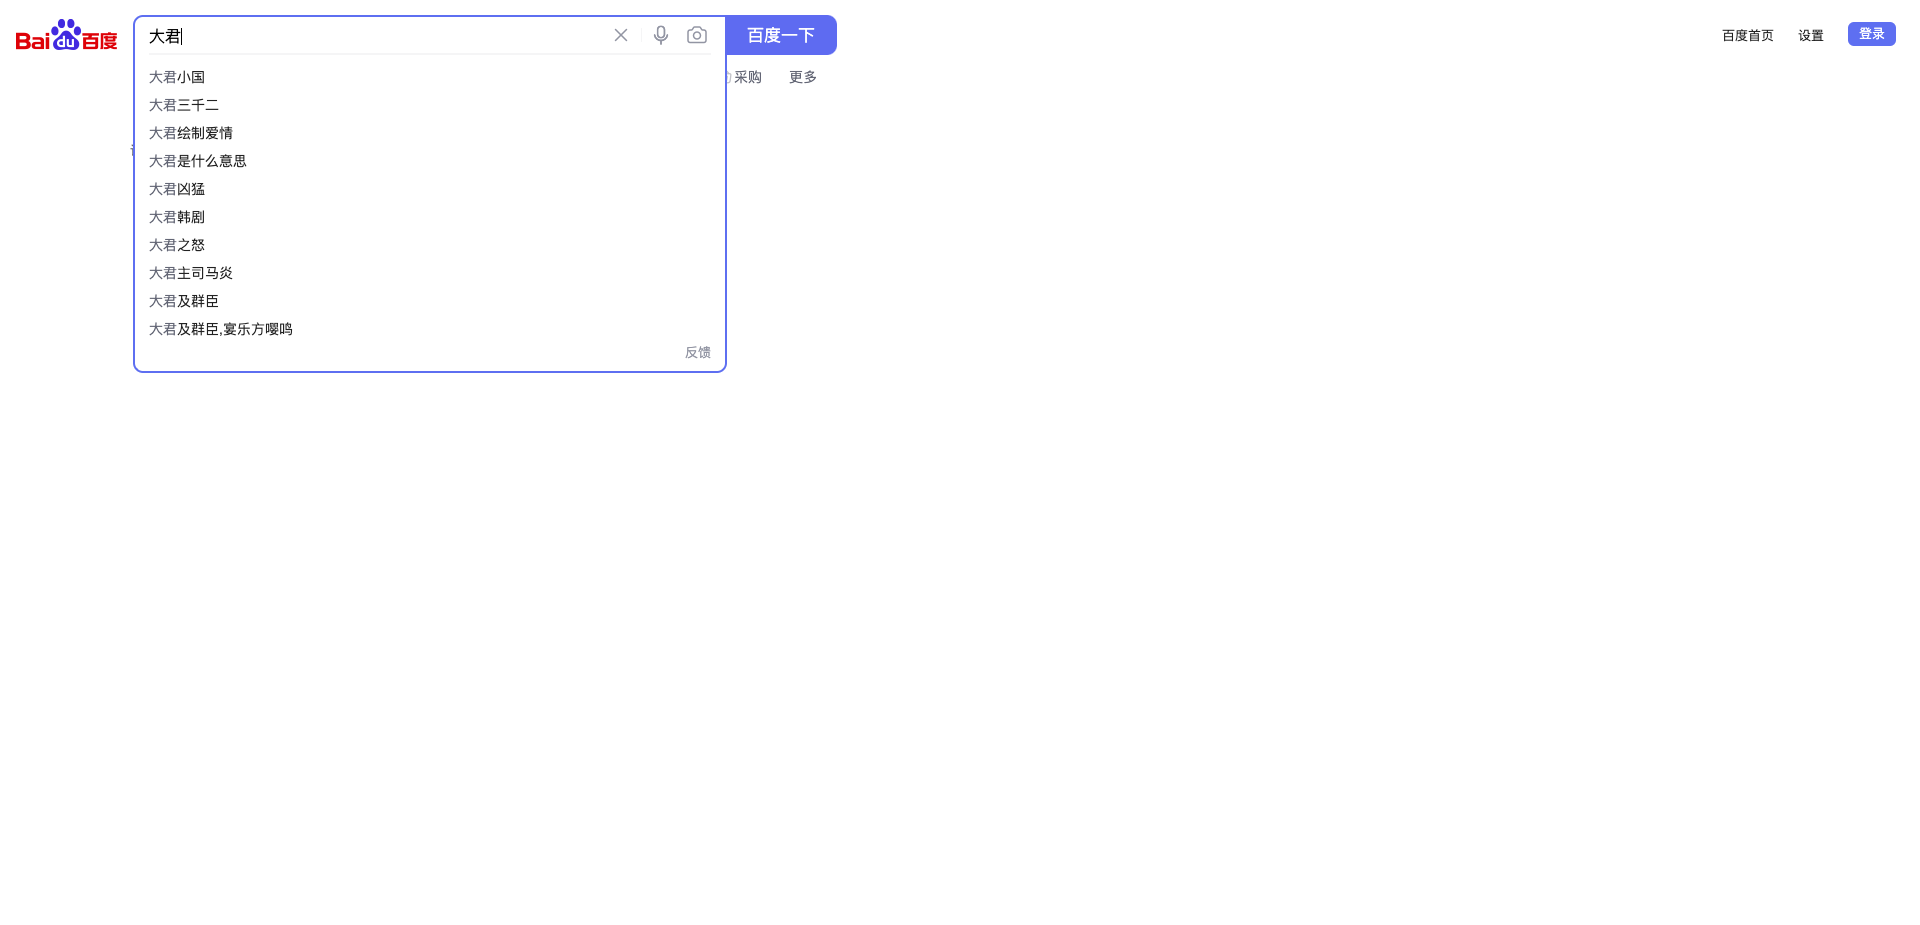 Bai du 百度
大君
百度一下
百度首页
设置
登录
采购
更多
大君小国
大君三千二
大君绘制爱情
大君是什么意思
大君凶猛
大君韩剧
大君之怒
大君主司马炎
大君及群臣
大君及群臣,宴乐方嘤鸣
反馈